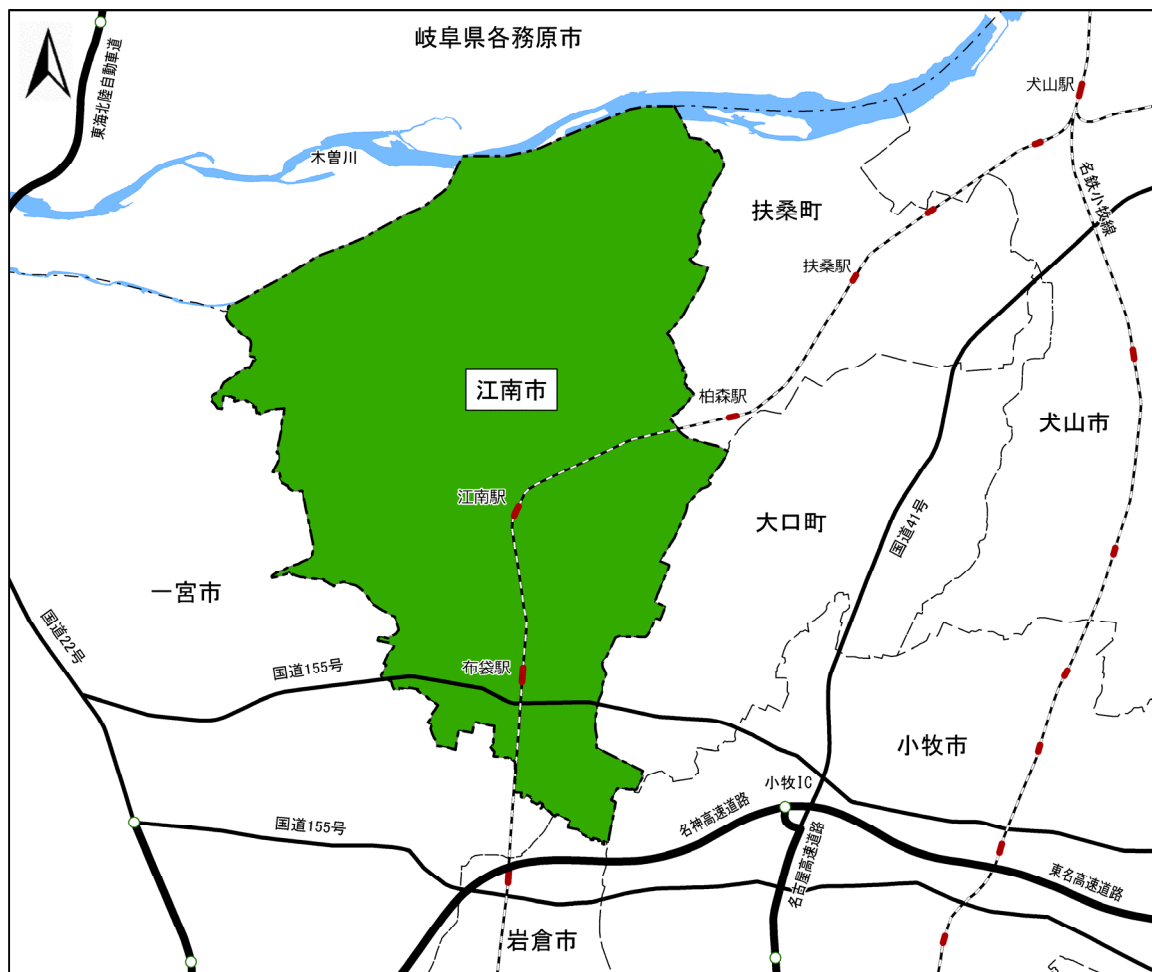 岐阜県各務原市
東海北陸自動車道
犬山駅
木曽川
名鉄小牧線
扶桑町
扶桑駅
江南市
柏森駅
犬山市
江南駅
大口町
国道41号
一宮市
国道22号
布袋駅
国道155号
小牧市
小牧IC
名神高速道路
国道155号
名古屋高速道路
東名高速道路
岩倉市